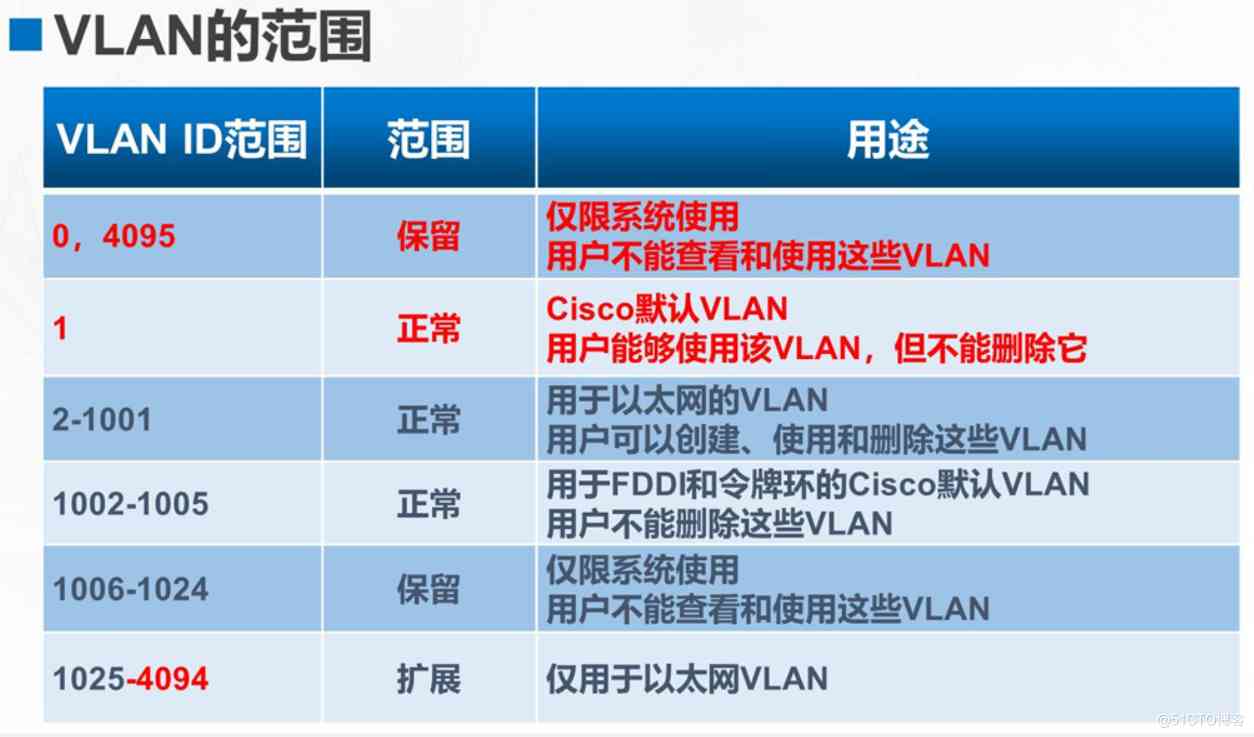 VLAN的范围
VLAN ID范围 范围 用途
0，4095 保留 仅限系统使用
用户不能查看和使用这些VLAN
1 正常 Cisco默认VLAN
用户能够使用该VLAN，但不能删除它
2-1001 正常 用于以太网的VLAN
用户可以创建、使用和删除这些VLAN
1002-1005 正常 用于FDDI和令牌环的Cisco默认VLAN
用户不能删除这些VLAN
1006-1024 保留 仅限系统使用
用户不能查看和使用这些VLAN
1025-4094 扩展 仅用于以太网VLAN
@51CTO博客